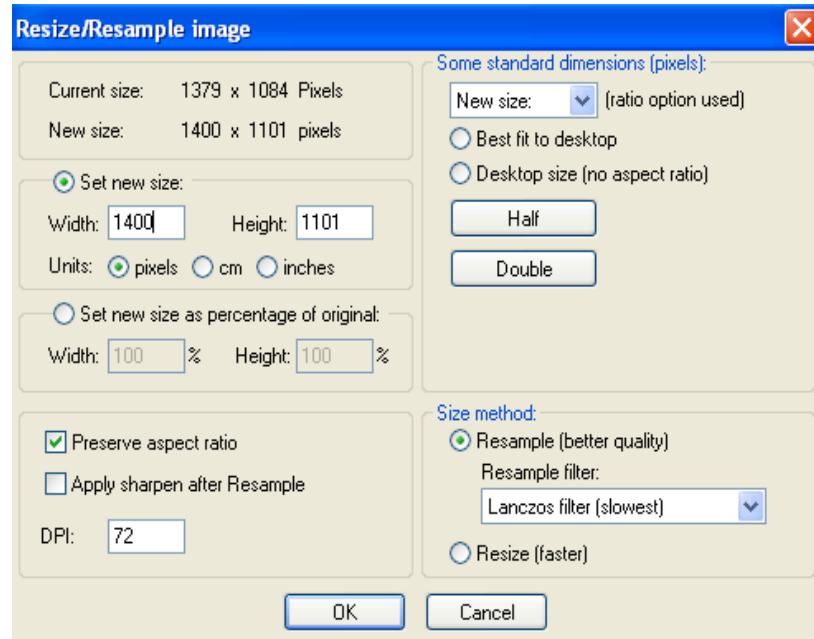 Resize/Resample image
Current size: 1379 x 1084 Pixels
New size: 1400 x 1101 pixels
Set new size:
Width: 1400 Height: 1101
Units: pixels cm inches
Set new size as percentage of original:
Width: 100 % Height: 100 %
Preserve aspect ratio
Apply sharpen after Resample
DPI: 72
Some standard dimensions (pixels):
New size: (ratio option used)
Best fit to desktop
Desktop size (no aspect ratio)
Half
Double
Size method:
Resample (better quality)
Resample filter:
Lanczos filter (slowest)
Resize (faster)
OK Cancel